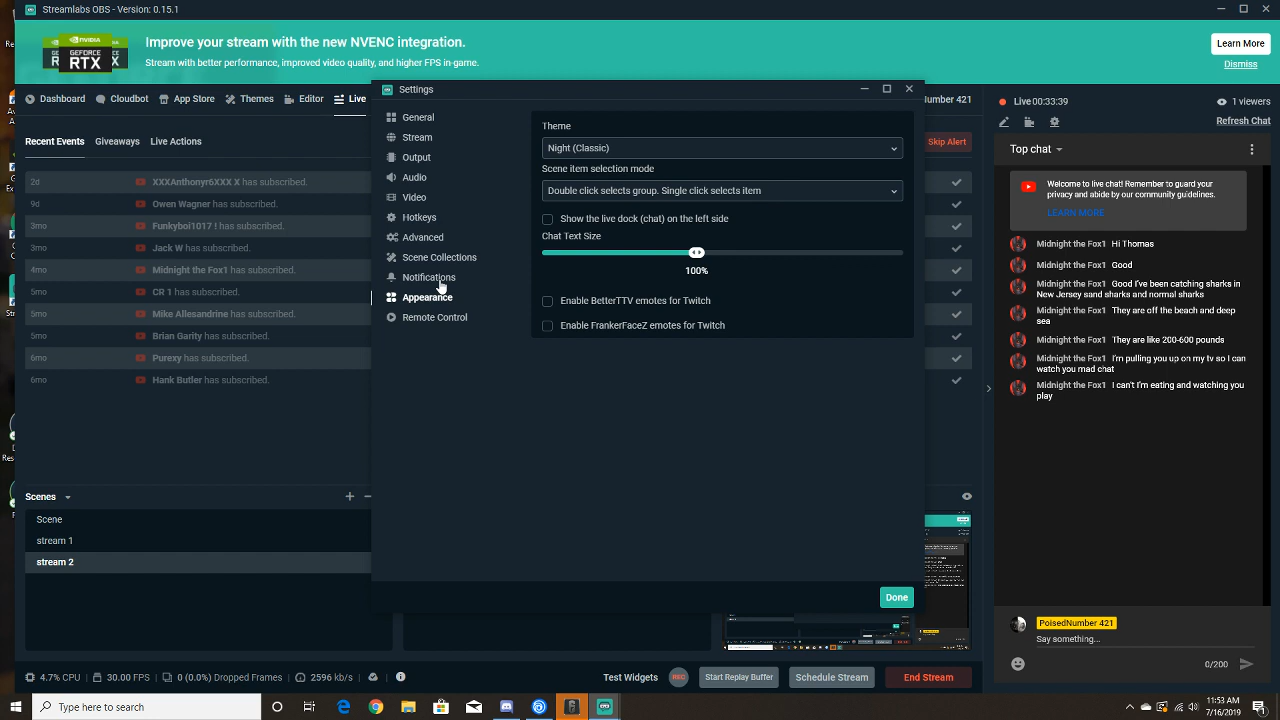 Streamlabs OBS - Version: 0.15.1
NVIDIA
GEFORCE
RTX
Improve your stream with the new NVENC integration.
Stream with better performance, improved video quality, and higher FPS in-game.
Learn More
Dismiss
Dashboard
Cloudbot
App Store
Themes
Editor
Live
umber 421
Recent Events
Giveaways
Live Actions
Skip Alert
2d XXXAnthonyr6XXX X has subscribed.
9d Owen Wagner has subscribed.
3mo Funkyboi1017 ! has subscribed.
3mo Jack W has subscribed.
4mo Midnight the Fox1 has subscribed.
5mo CR 1 has subscribed.
5mo Mike Allesandrine has subscribed.
5mo Brian Garity has subscribed.
6mo Purexy has subscribed.
6mo Hank Butler has subscribed.
Settings
General
Stream
Output
Audio
Video
Hotkeys
Advanced
Scene Collections
Notifications
Appearance
Remote Control
Theme
Night (Classic)
Scene item selection mode
Double click selects group. Single click selects item
Show the live dock (chat) on the left side
Chat Text Size
100%
Enable BetterTTV emotes for Twitch
Enable FrankerFaceZ emotes for Twitch
Done
Scenes
Scene
stream 1
stream 2
Live 00:33:39
1 viewers
Refresh Chat
Top chat
Welcome to live chat! Remember to guard your
privacy and abide by our community guidelines.
LEARN MORE
Midnight the Fox1 Hi Thomas
Midnight the Fox1 Good
Midnight the Fox1 Good I've been catching sharks in
New Jersey sand sharks and normal sharks
Midnight the Fox1 They are off the beach and deep
sea
Midnight the Fox1 They are like 200-600 pounds
Midnight the Fox1 I'm pulling you up on my tv so I can
watch you mad chat
Midnight the Fox1 I can't I'm eating and watching you
play
PoisedNumber 421
Say something...
0/200
4.7% CPU
30.00 FPS
0 (0.0%) Dropped Frames
2596 kb/s
Test Widgets
REC
Start Replay Buffer
Schedule Stream
End Stream
Type here to search
11:53 AM
7/16/2019
1